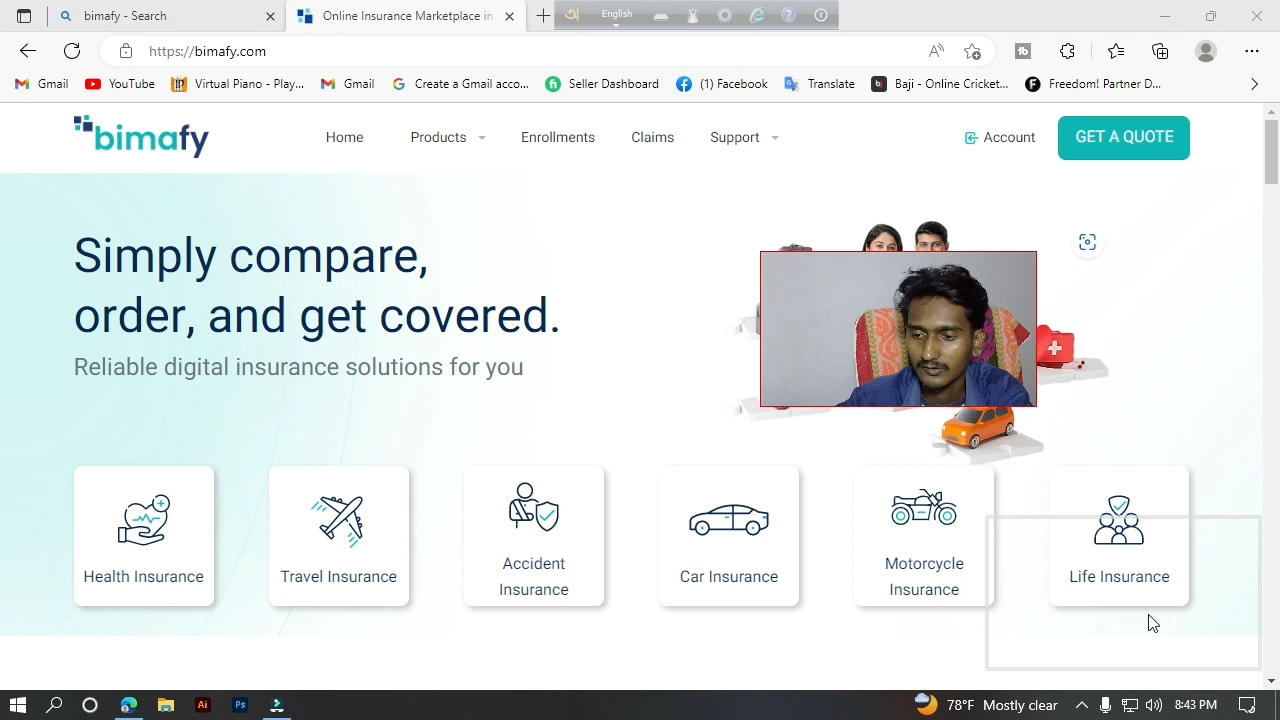 bimafy - Search
Online Insurance Marketplace in
English
https://bimafy.com
Gmail
YouTube
Virtual Piano - Play...
Gmail
Create a Gmail acco...
Seller Dashboard
(1) Facebook
Translate
Baji - Online Cricket...
Freedom! Partner D...
bimafy
Home
Products
Enrollments
Claims
Support
Account
GET A QUOTE
Simply compare,
order, and get covered.
Reliable digital insurance solutions for you
Health Insurance
Travel Insurance
Accident
Insurance
Car Insurance
Motorcycle
Insurance
Life Insurance
Ai
Ps
78°F Mostly clear
8:43 PM